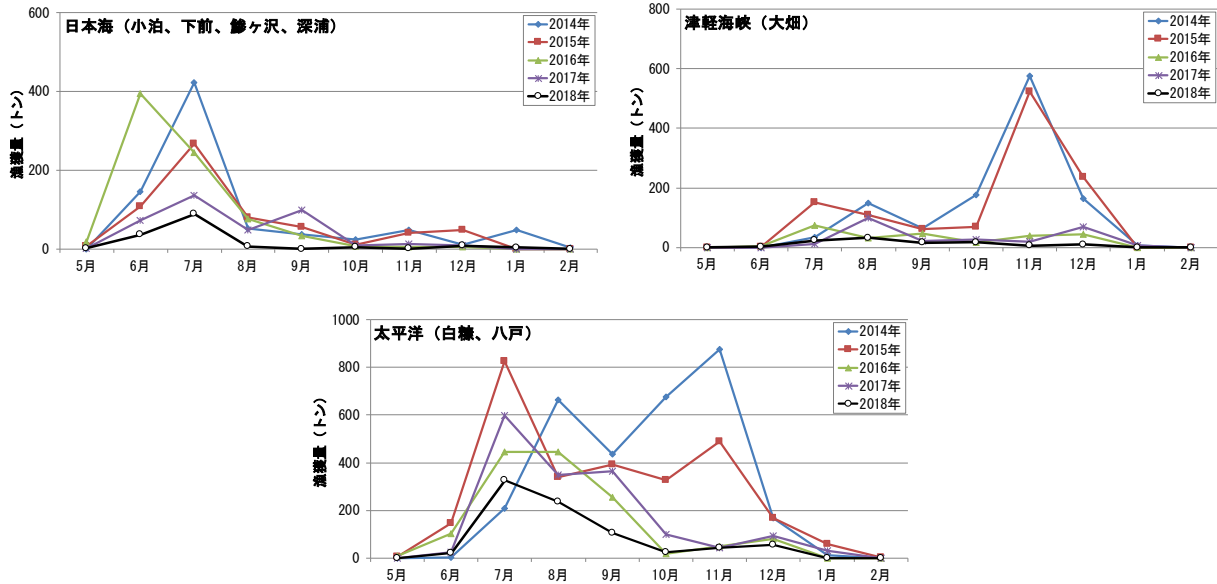 日本海（小泊、下前、鰺ヶ沢、深浦）
漁獲量（トン）
600
400
200
0
5月 6月 7月 8月 9月 10月 11月 12月 1月 2月
2014年
2015年
2016年
2017年
2018年
津軽海峡（大畑）
漁獲量（トン）
800
600
400
200
0
5月 6月 7月 8月 9月 10月 11月 12月 1月 2月
2014年
2015年
2016年
2017年
2018年
太平洋（白糠、八戸）
漁獲量（トン）
1000
800
600
400
200
0
5月 6月 7月 8月 9月 10月 11月 12月 1月 2月
2014年
2015年
2016年
2017年
2018年